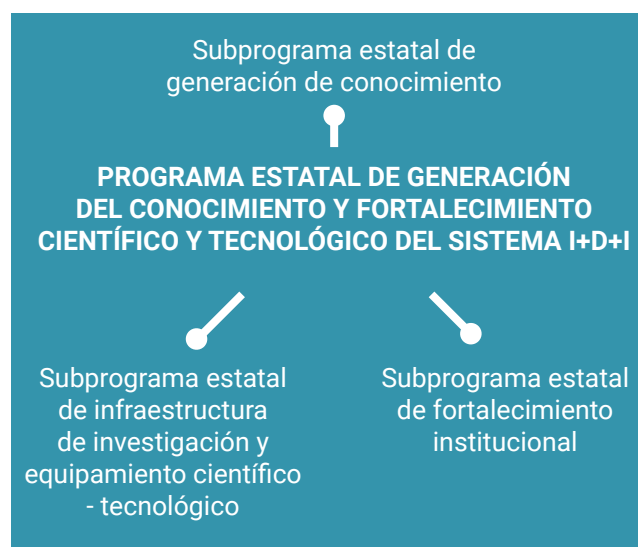 Subprograma estatal de
generación de conocimiento
PROGRAMA ESTATAL DE GENERACIÓN
DEL CONOCIMIENTO Y FORTALECIMIENTO
CIENTÍFICO Y TECNOLÓGICO DEL SISTEMA I+D+I
Subprograma estatal
de infraestructura
de investigación y
equipamiento científico
- tecnológico
Subprograma estatal
de fortalecimiento
institucional